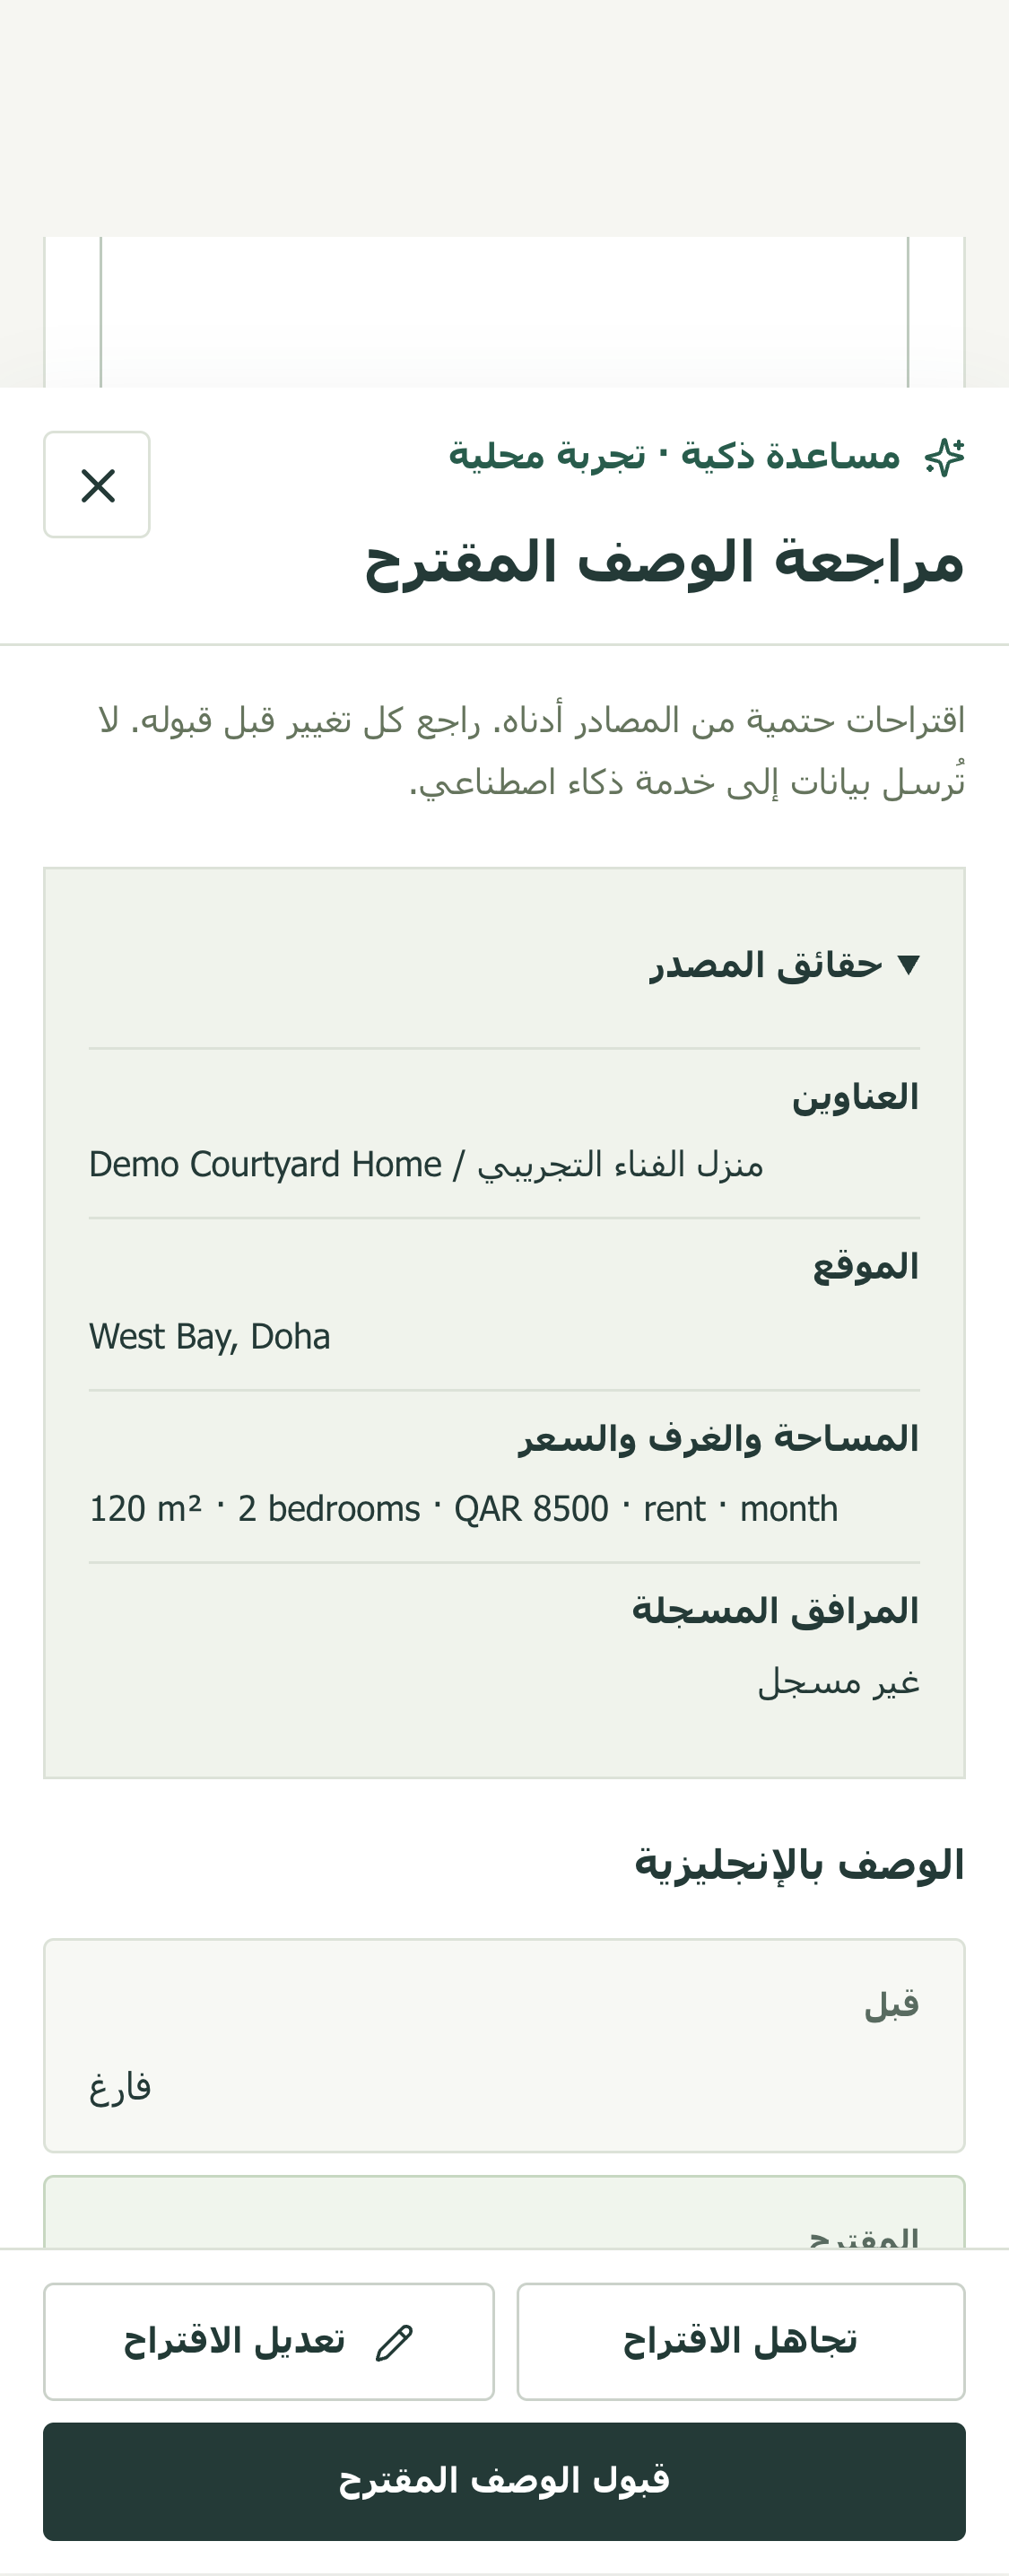 مساعدة ذكية · تجربة محلية
مراجعة الوصف المقترح
اقتراحات حتمية من المصادر أدناه. راجع كل تغيير قبل قبوله. لا
تُرسل بيانات إلى خدمة ذكاء اصطناعي.
حقائق المصدر
العناوين
Demo Courtyard Home / منزل الفناء التجريبي
الموقع
West Bay, Doha
المساحة والغرف والسعر
120 m² · 2 bedrooms · QAR 8500 · rent · month
المرافق المسجلة
غير مسجل
الوصف بالإنجليزية
قبل
فارغ
المقترح
تجاهل الاقتراح
تعديل الاقتراح
قبول الوصف المقترح